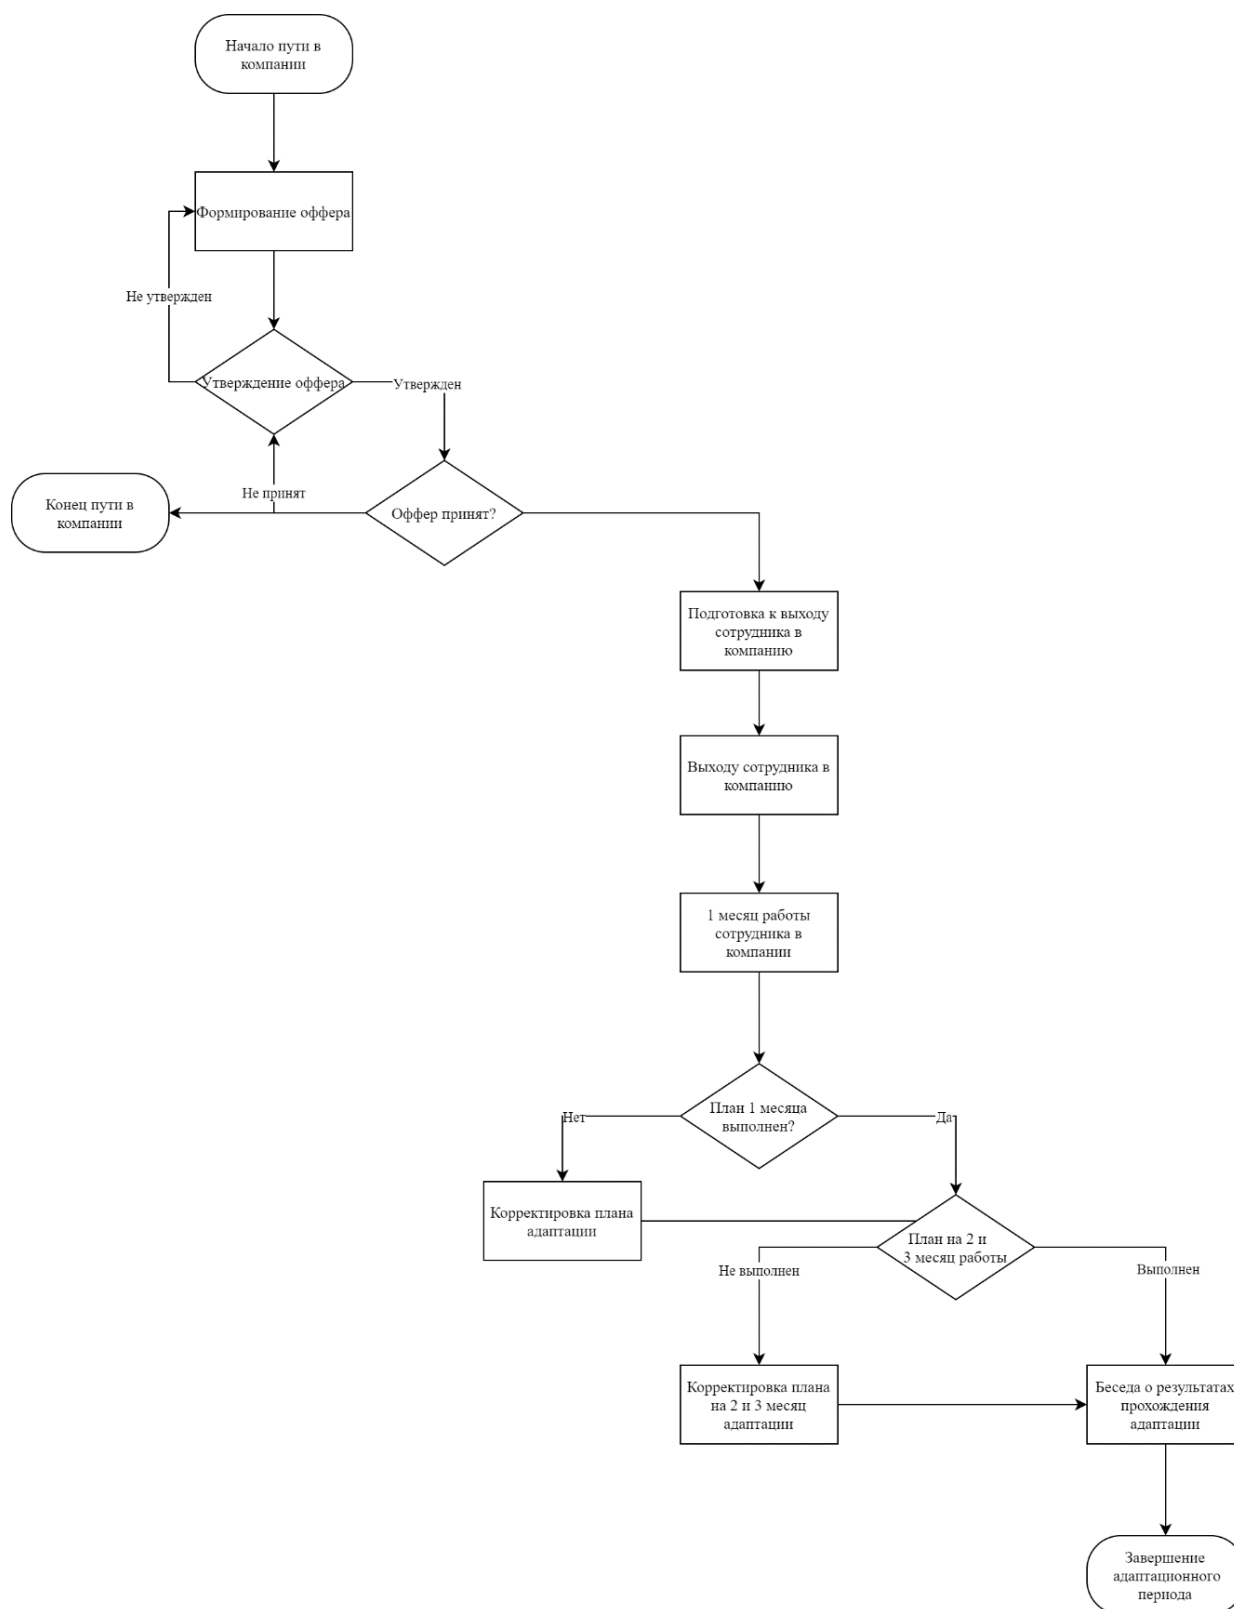 Начало пути в
компании
Формирование оффера
Не утвержден
Утверждение оффера
Утвержден
Не принят
Конец пути в
компании
Оффер принят?
Подготовка к выходу
сотрудника в
компанию
Выходу сотрудника в
компанию
1 месяц работы
сотрудника в
компании
План 1 месяца
выполнен?
Нет
Да
Корректировка плана
адаптации
План на 2 и
3 месяц работы
Не выполнен
Выполнен
Корректировка плана
на 2 и 3 месяц
адаптации
Беседа о результатах
прохождения
адаптации
Завершение
адаптационного
периода